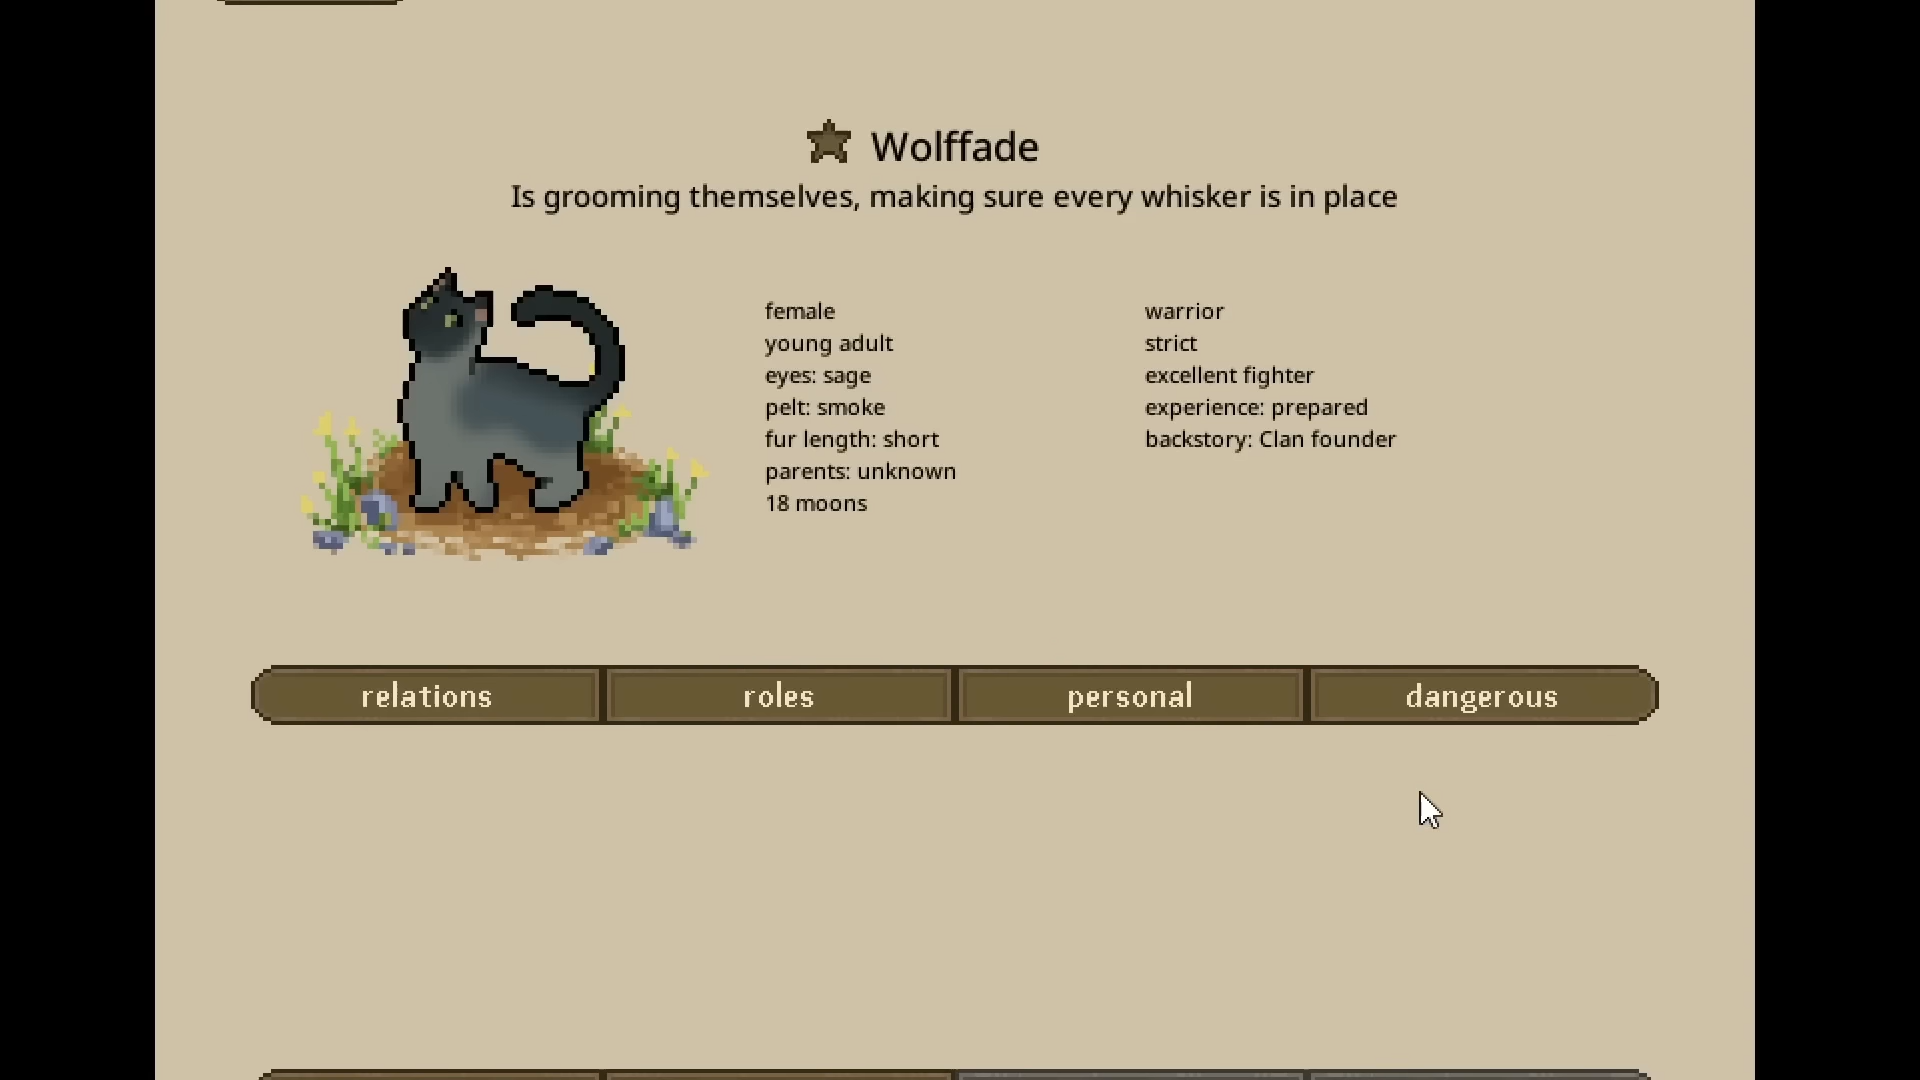 Wolffade
Is grooming themselves, making sure every whisker is in place
female
young adult
eyes: sage
pelt: smoke
fur length: short
parents: unknown
18 moons
warrior
strict
excellent fighter
experience: prepared
backstory: Clan founder
relations
roles
personal
dangerous